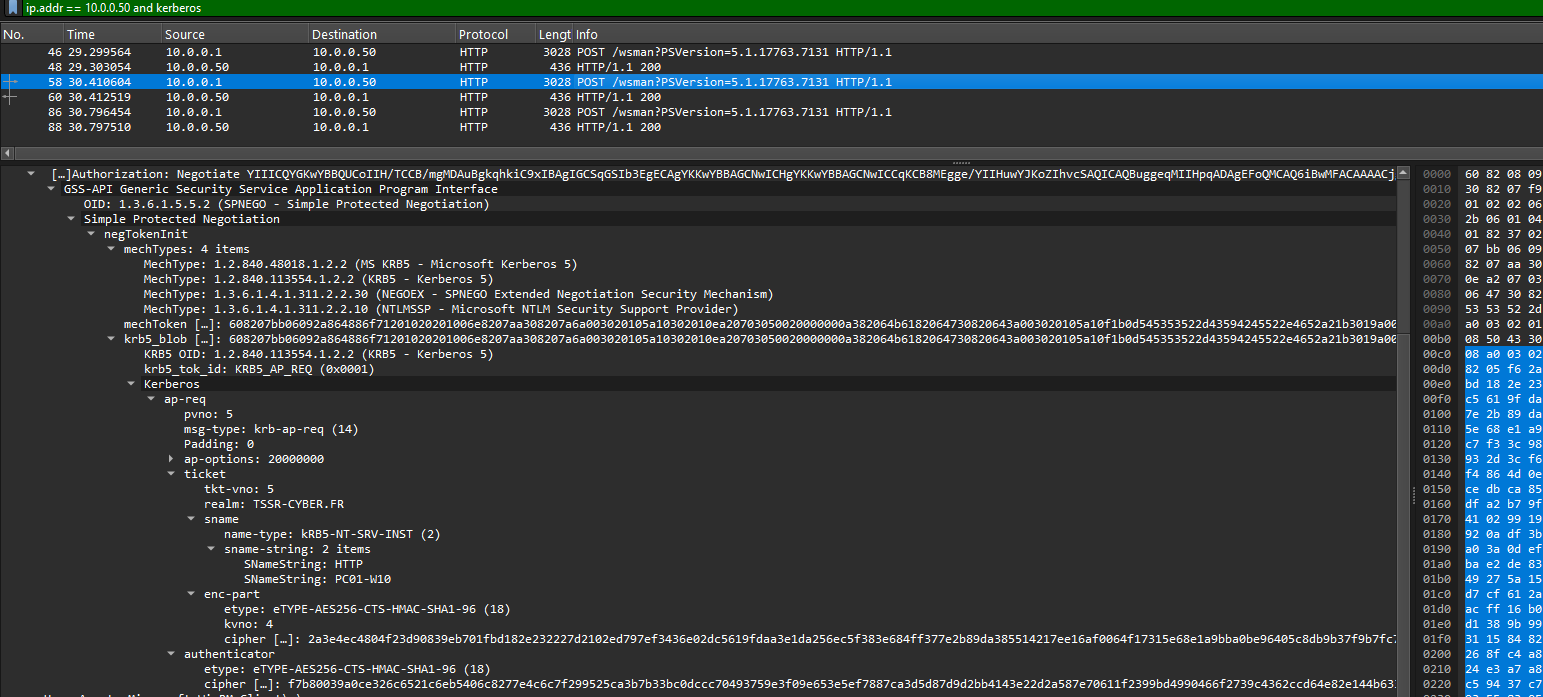 ip.addr == 10.0.0.50 and kerberos
No. Time Source Destination Protocol Lengt Info
46 29.299564 10.0.0.1 10.0.0.50 HTTP 3028 POST /wsman?PSVersion=5.1.17763.7131 HTTP/1.1
48 29.303054 10.0.0.50 10.0.0.1 HTTP 436 HTTP/1.1 200
58 30.410604 10.0.0.1 10.0.0.50 HTTP 3028 POST /wsman?PSVersion=5.1.17763.7131 HTTP/1.1
60 30.412519 10.0.0.50 10.0.0.1 HTTP 436 HTTP/1.1 200
86 30.796454 10.0.0.1 10.0.0.50 HTTP 3028 POST /wsman?PSVersion=5.1.17763.7131 HTTP/1.1
88 30.797510 10.0.0.50 10.0.0.1 HTTP 436 HTTP/1.1 200
[…]Authorization: Negotiate YIIICQYGKwYBBQUCoIIH/TCCB/mgMDAuBgkqhkiC9xIBAgIGCSqGSIb3EgECAgYKKwYBBAGCNwICHgYKKwYBBAGCNwICCqKCB8MEgge/YIIHuwYJKoZIhvcSAQICAQBuggeqMIIHpqADAgEFoQMCAQ6iBwMFACAAAACj
GSS-API Generic Security Service Application Program Interface
OID: 1.3.6.1.5.5.2 (SPNEGO - Simple Protected Negotiation)
Simple Protected Negotiation
negTokenInit
mechTypes: 4 items
MechType: 1.2.840.48018.1.2.2 (MS KRB5 - Microsoft Kerberos 5)
MechType: 1.2.840.113554.1.2.2 (KRB5 - Kerberos 5)
MechType: 1.3.6.1.4.1.311.2.2.30 (NEGOEX - SPNEGO Extended Negotiation Security Mechanism)
MechType: 1.3.6.1.4.1.311.2.2.10 (NTLMSSP - Microsoft NTLM Security Support Provider)
mechToken […]: 608207bb06092a864886f71201020201006e8207aa308207a6a003020105a10302010ea20703050020000000a382064b6182064730820643a003020105a10f1b0d545353522d43594245522e4652a21b3019a00
krb5_blob […]: 608207bb06092a864886f71201020201006e8207aa308207a6a003020105a10302010ea20703050020000000a382064b6182064730820643a003020105a10f1b0d545353522d43594245522e4652a21b3019a00
KRB5 OID: 1.2.840.113554.1.2.2 (KRB5 - Kerberos 5)
krb5_tok_id: KRB5_AP_REQ (0x0001)
Kerberos
ap-req
pvno: 5
msg-type: krb-ap-req (14)
Padding: 0
ap-options: 20000000
ticket
tkt-vno: 5
realm: TSSR-CYBER.FR
sname
name-type: kRB5-NT-SRV-INST (2)
sname-string: 2 items
SNameString: HTTP
SNameString: PC01-W10
enc-part
etype: eTYPE-AES256-CTS-HMAC-SHA1-96 (18)
kvno: 4
cipher […]: 2a3e4ec4804f23d90839eb701fbd182e232227d2102ed797ef3436e02dc5619fdaa3e1da256ec5f383e684ff377e2b89da385514217ee16af0064f17315e68e1a9bba0be96405c8db9b37f9b7fc7
authenticator
etype: eTYPE-AES256-CTS-HMAC-SHA1-96 (18)
cipher […]: f7b80039a0ce326c6521c6eb5406c8277e4c6c7f299525ca3b7b33bc0dccc70493759e3f09e653e5ef7887ca3d5d87d9d2bb4143e22d2a587e70611f2399bd4990466f2739c4362ccd64e82e144b63
0000 60 82 08 09
0010 30 82 07 f9
0020 01 02 02 06
0030 2b 06 01 04
0040 01 82 37 02
0050 07 bb 06 09
0060 82 07 aa 30
0070 0e a2 07 03
0080 06 47 30 82
0090 53 53 52 2d
00a0 a0 03 02 01
00b0 08 50 43 30
00c0 08 a0 03 02
00d0 82 05 f6 2a
00e0 bd 18 2e 23
00f0 c5 61 9f da
0100 7e 2b 89 da
0110 5e 68 e1 a9
0120 c7 f3 3c 98
0130 93 2d 3c f6
0140 f4 86 4d 0e
0150 ce db ca 85
0160 df a2 b7 9f
0170 41 02 99 19
0180 92 0a df 3b
0190 a0 3a 0d ef
01a0 ba e2 de 83
01b0 49 27 5a 15
01c0 d7 cf 61 2a
01d0 ac ff 16 b0
01e0 d1 38 9b 99
01f0 31 15 84 82
0200 26 8f c4 a8
0210 24 e3 a7 a8
0220 c5 94 37 c7